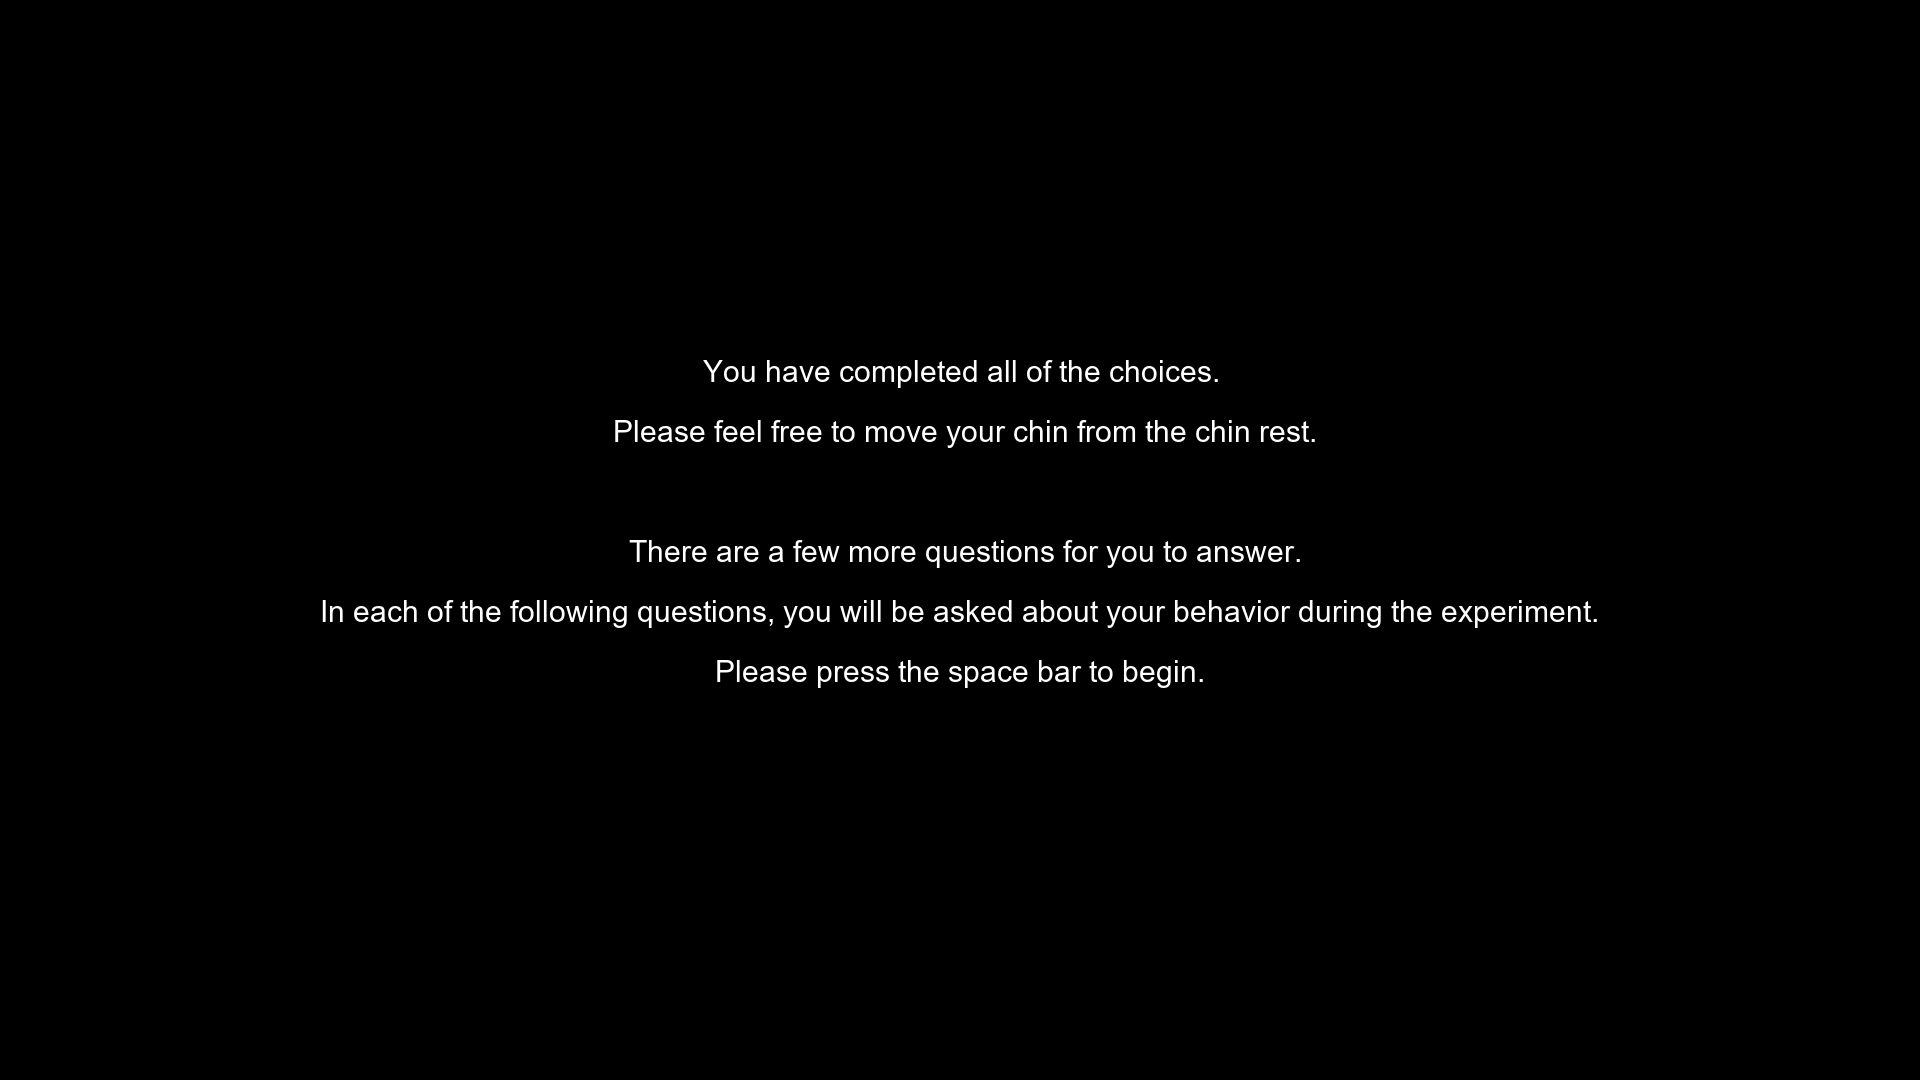 You have completed all of the choices.
Please feel free to move your chin from the chin rest.
There are a few more questions for you to answer.
In each of the following questions, you will be asked about your behavior during the experiment.
Please press the space bar to begin.